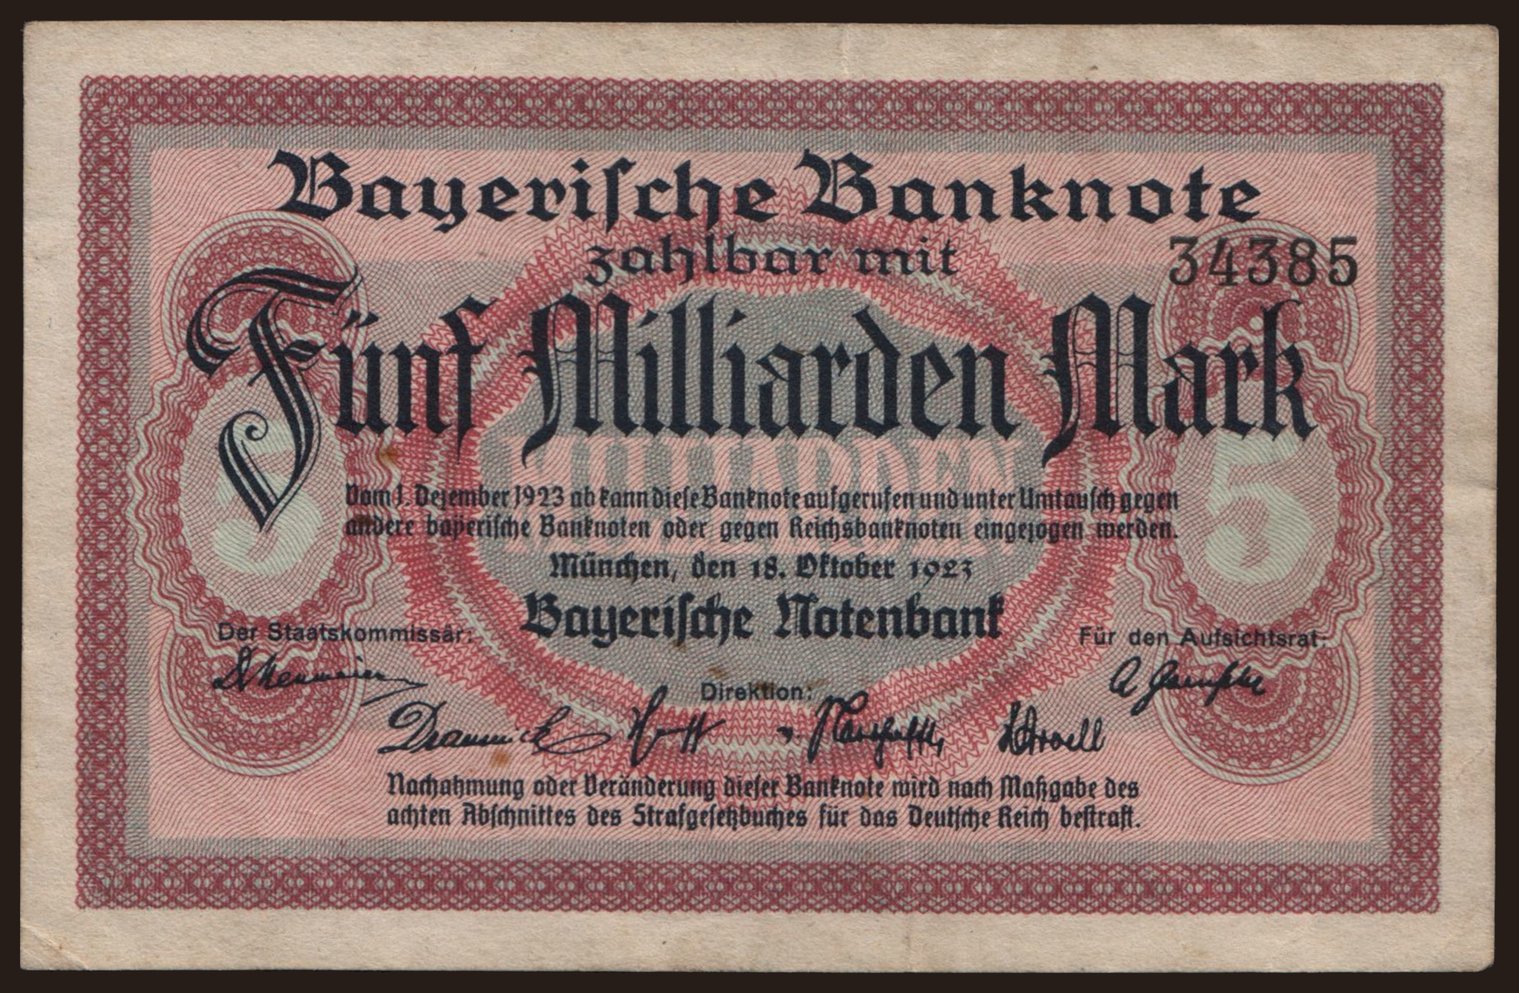 Bayerische Banknote
zahlbar mit
34385
Fünf Milliarden Mark
5 MILLIARDEN 5
Vom 1. Dezember 1923 ab kann diese Banknote aufgerufen und unter Umtausch gegen
andere bayerische Banknoten oder gegen Reichsbanknoten eingezogen werden.
München, den 18. Oktober 1923
Bayerische Notenbank
Der Staatskommissär:
Für den Aufsichtsrat:
Direktion:
Nachahmung oder Veränderung dieser Banknote wird nach Maßgabe des
achten Abschnittes des Strafgesetzbuches für das Deutsche Reich bestraft.